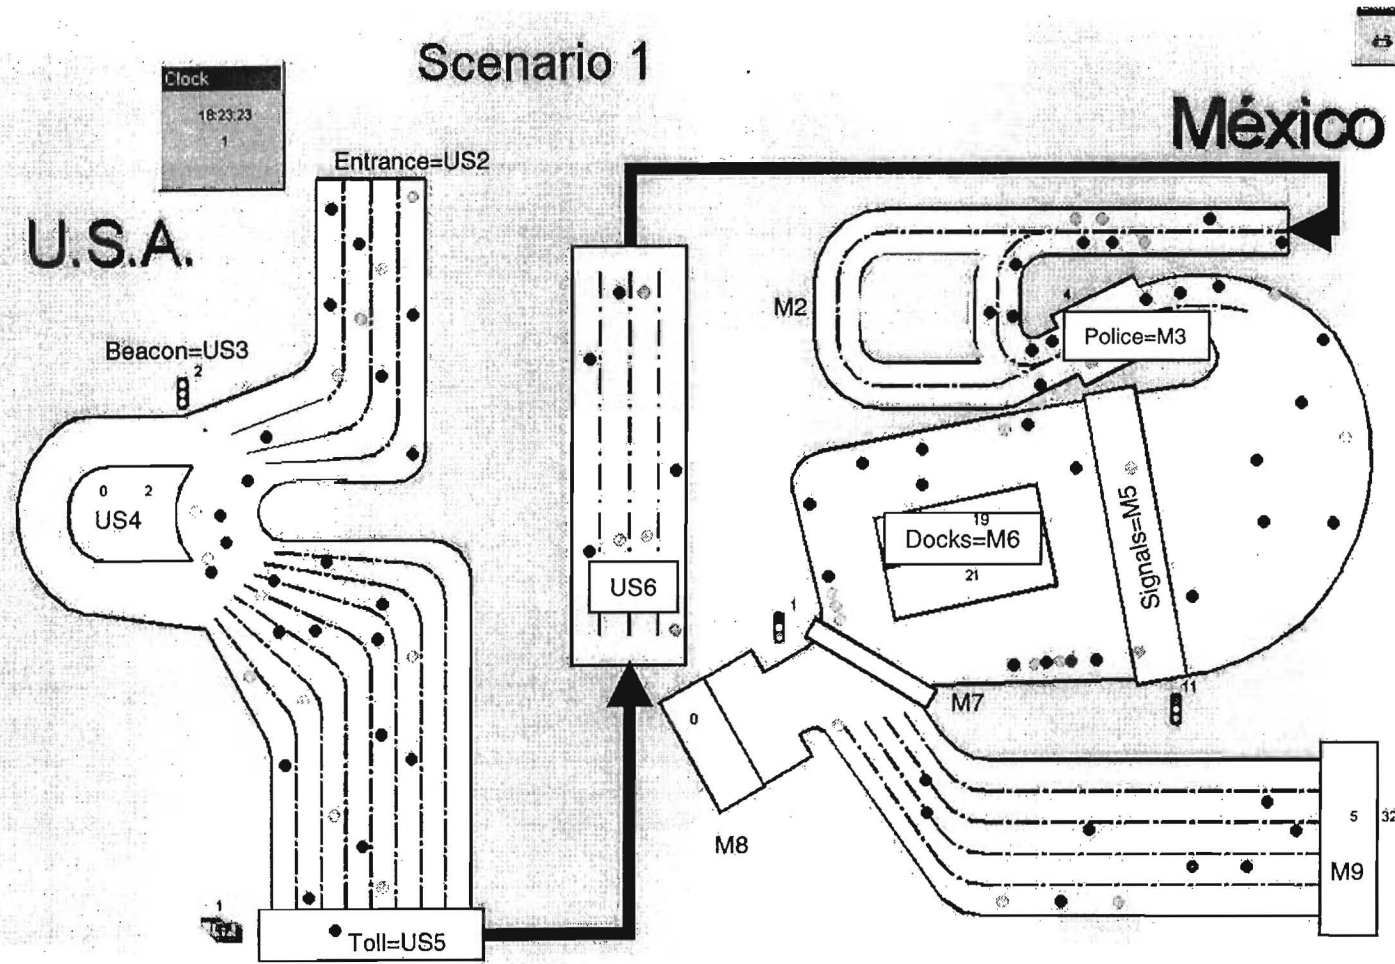 Scenario 1
Clock
18:23:23
1
México
Entrance=US2
U.S.A.
Beacon=US3
2
M2
4
Police=M3
0 2
US4
Signals=M5
19
Docks=M6
21
US6
1
11
M7
0
M8
5
32
M9
1
Toll=US5